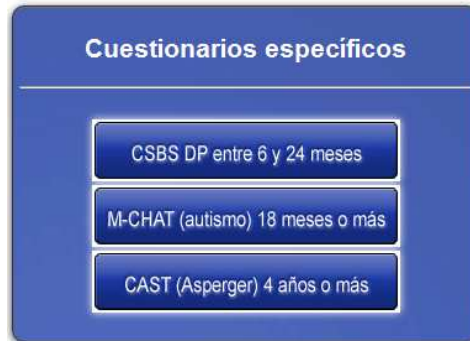 Cuestionarios específicos
CSBS DP entre 6 y 24 meses
M-CHAT (autismo) 18 meses o más
CAST (Asperger) 4 años o más